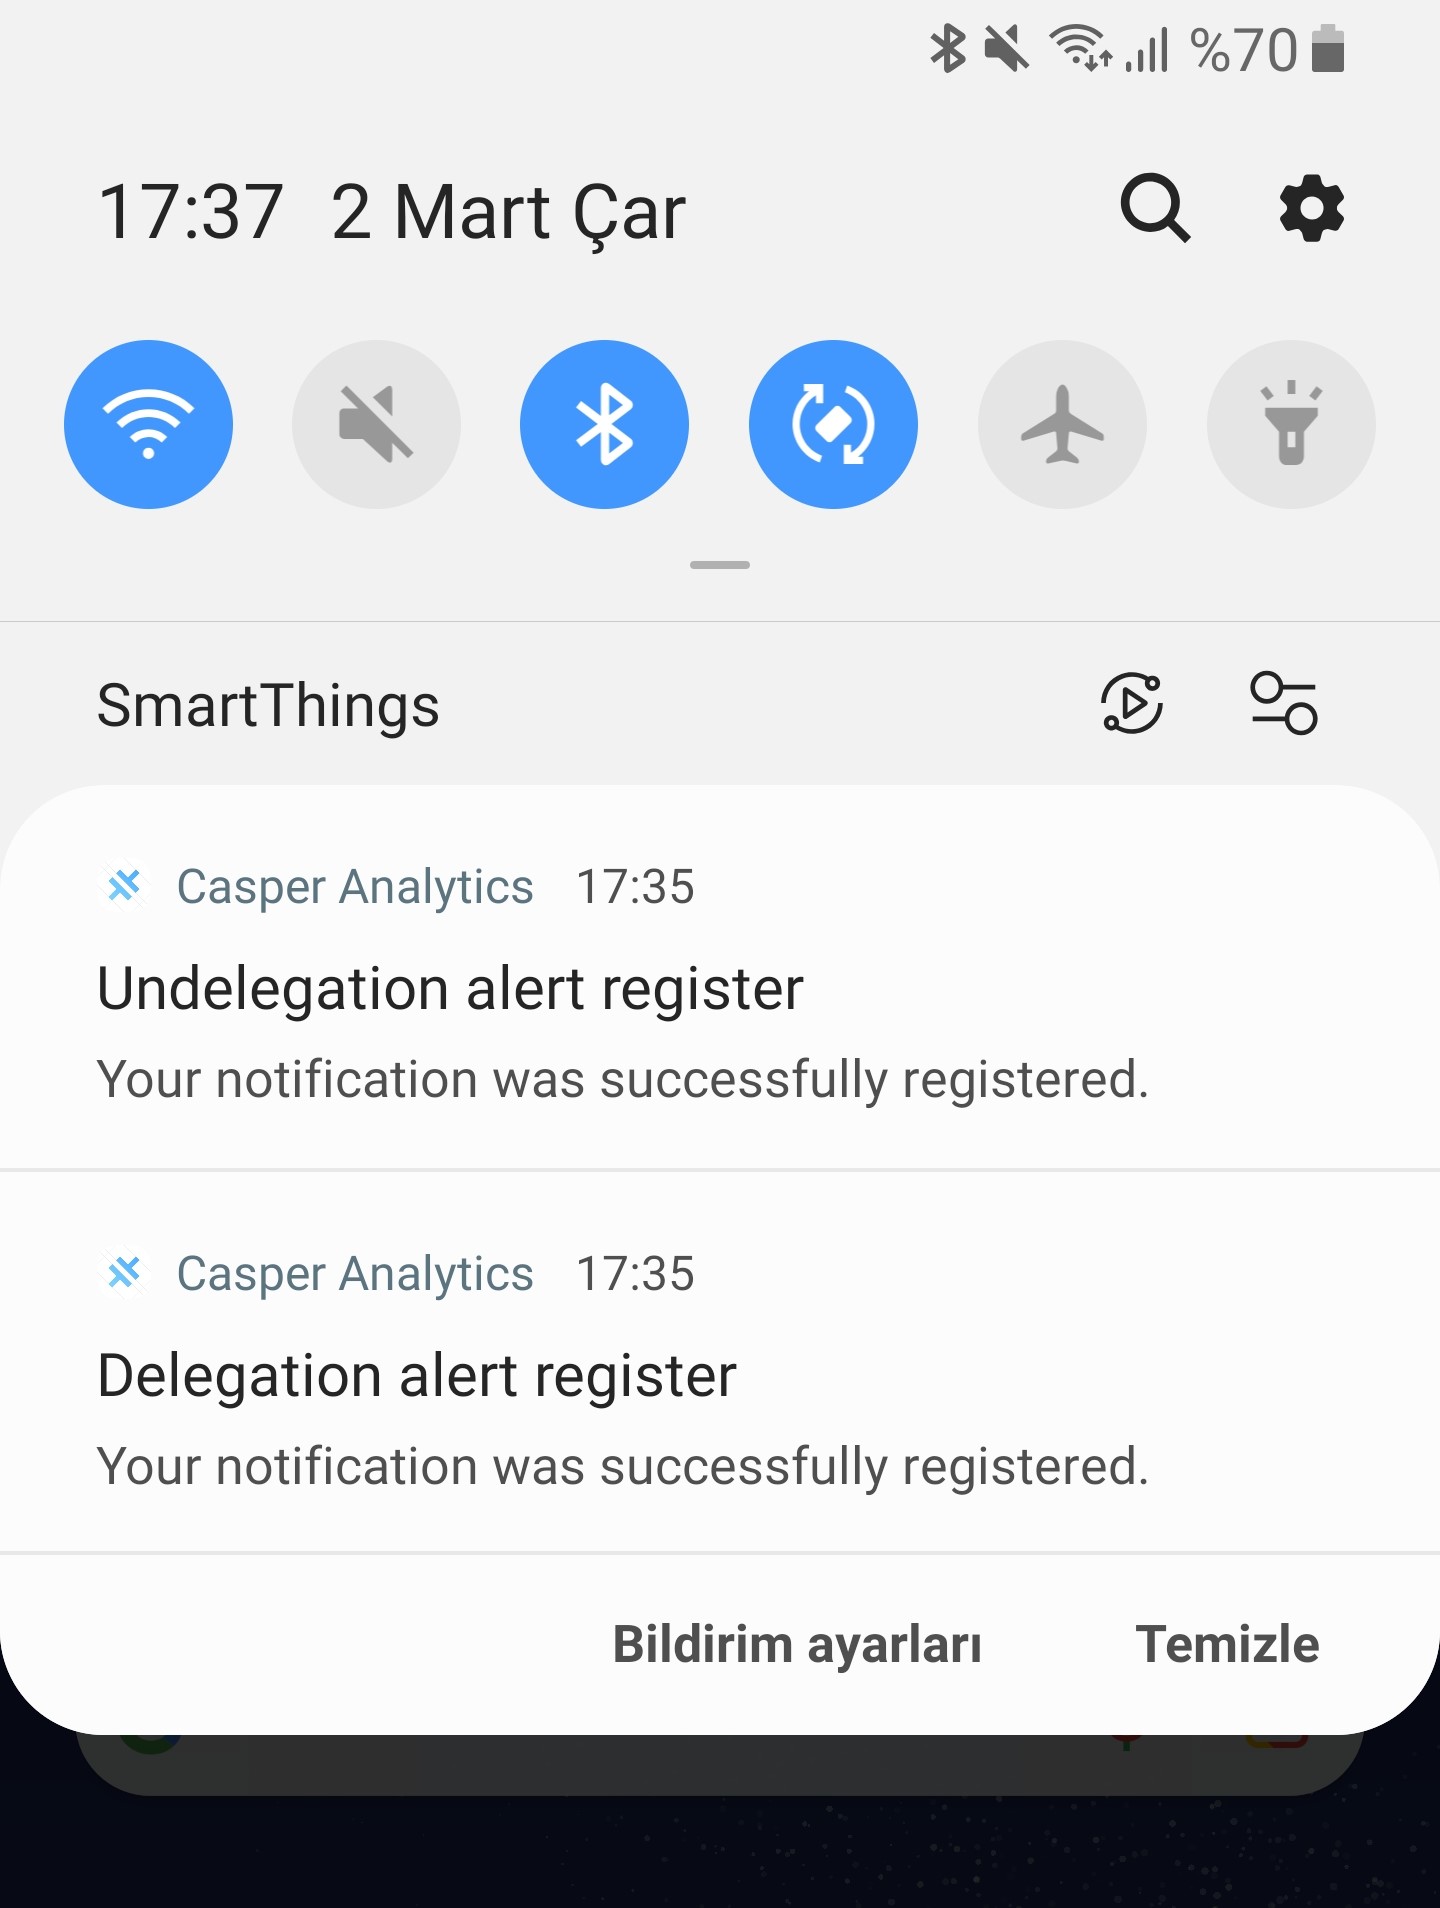 %70
17:37 2 Mart Çar
SmartThings
Casper Analytics 17:35
Undelegation alert register
Your notification was successfully registered.
Casper Analytics 17:35
Delegation alert register
Your notification was successfully registered.
Bildirim ayarları Temizle